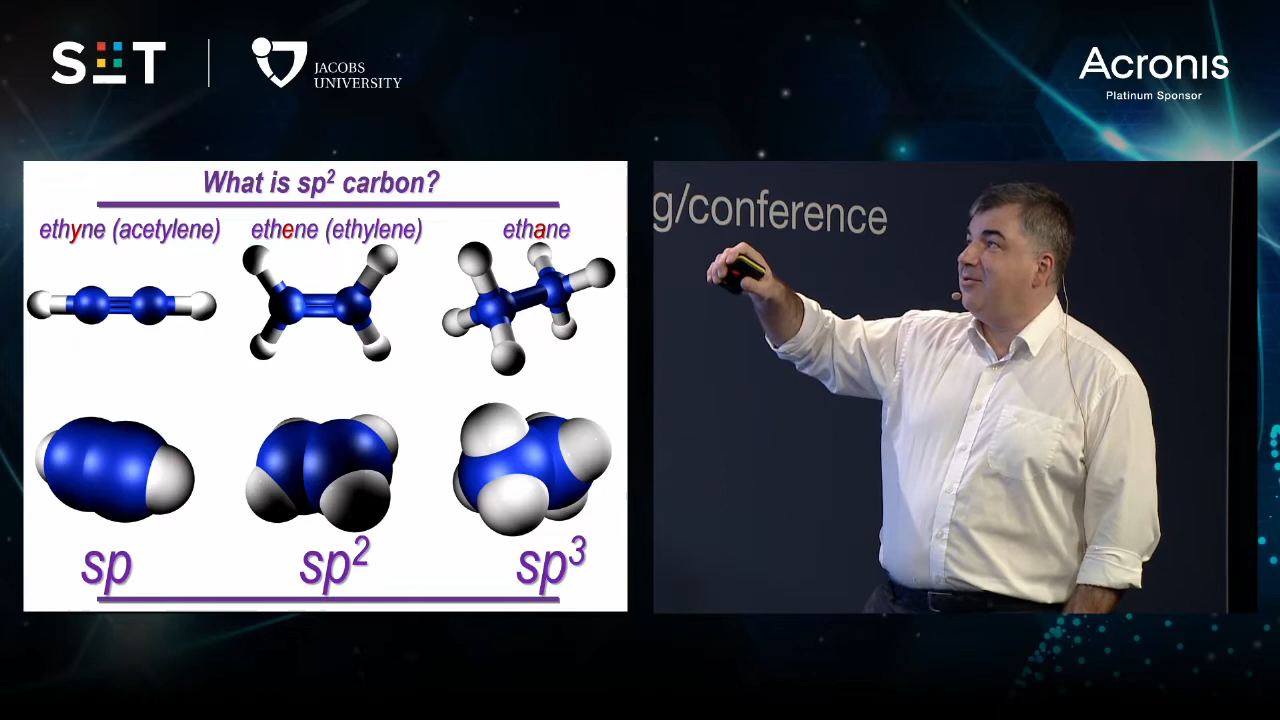 SET
JACOBS
UNIVERSITY
Acronis
Platinum Sponsor
What is sp² carbon?
ethyne (acetylene) ethene (ethylene) ethane
sp sp² sp³
g/conference